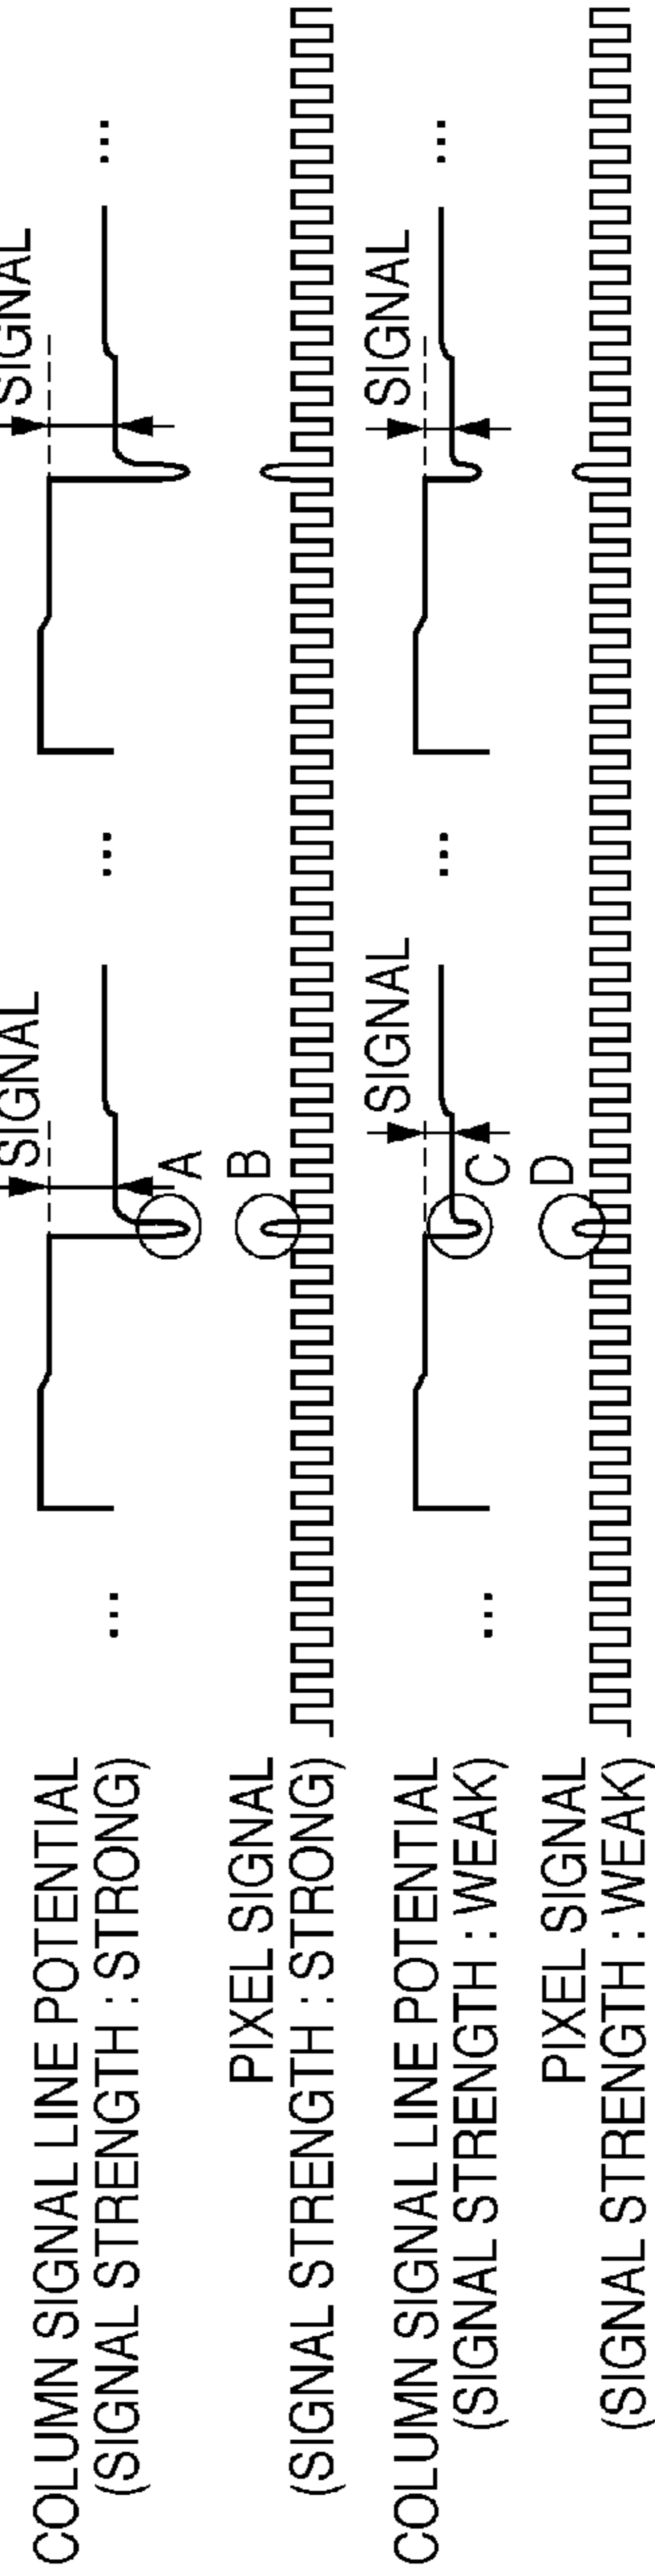 SIGNAL
SIGNAL
...
...
...
COLUMN SIGNAL LINE POTENTIAL
(SIGNAL STRENGTH : STRONG)
A
B
PIXEL SIGNAL
(SIGNAL STRENGTH : STRONG)
SIGNAL
SIGNAL
...
...
...
COLUMN SIGNAL LINE POTENTIAL
(SIGNAL STRENGTH : WEAK)
C
D
PIXEL SIGNAL
(SIGNAL STRENGTH : WEAK)